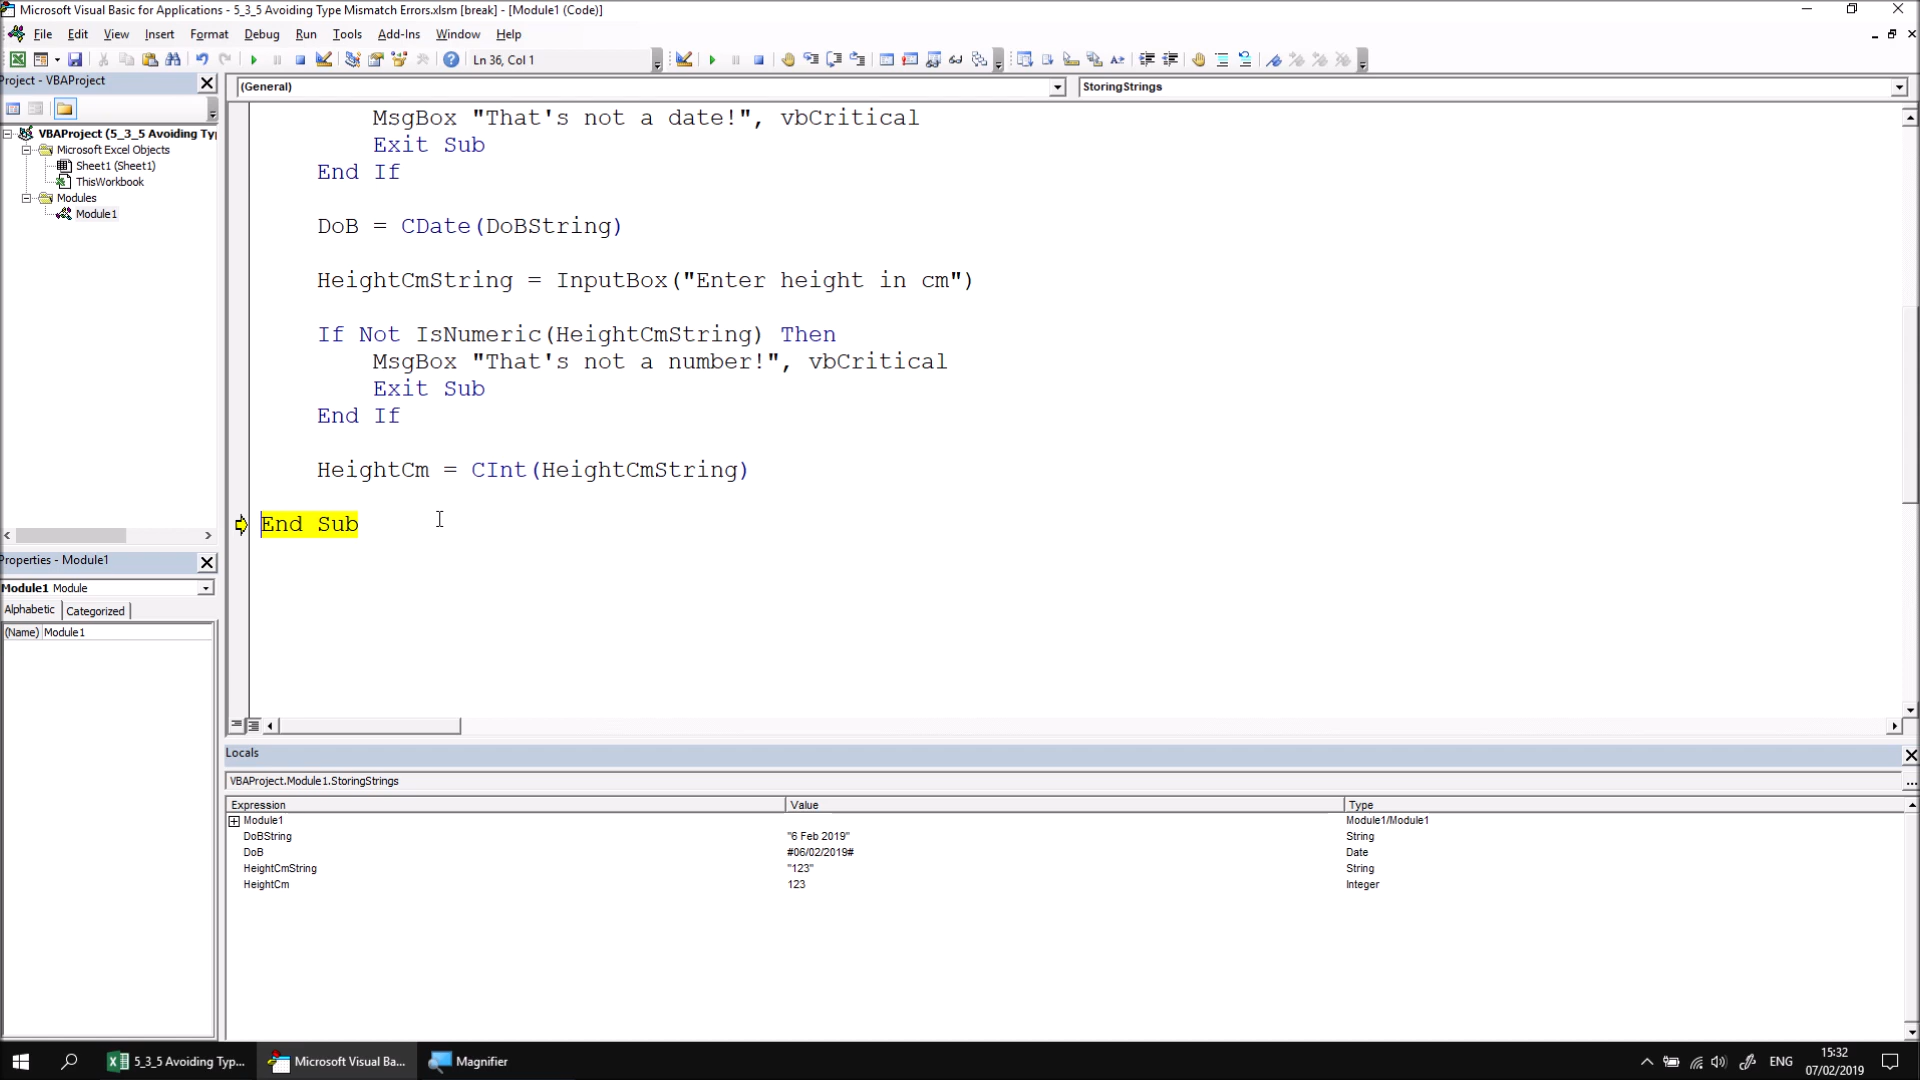 Microsoft Visual Basic for Applications - 5_3_5 Avoiding Type Mismatch Errors.xlsm [break] - [Module1 (Code)]
File Edit View Insert Format Debug Run Tools Add-Ins Window Help
Ln 36, Col 1
Project - VBAProject
(General) StoringStrings
VBAProject (5_3_5 Avoiding Typ
Microsoft Excel Objects
Sheet1 (Sheet1)
ThisWorkbook
Modules
Module1
MsgBox "That's not a date!", vbCritical
Exit Sub
End If
DoB = CDate(DoBString)
HeightCmString = InputBox("Enter height in cm")
If Not IsNumeric(HeightCmString) Then
MsgBox "That's not a number!", vbCritical
Exit Sub
End If
HeightCm = CInt(HeightCmString)
End Sub
Properties - Module1
Module1 Module
Alphabetic Categorized
(Name) Module1
Locals
VBAProject.Module1.StoringStrings
Expression Value Type
Module1 Module1/Module1
DoBString "6 Feb 2019" String
DoB #06/02/2019# Date
HeightCmString "123" String
HeightCm 123 Integer
5_3_5 Avoiding Typ... Microsoft Visual Ba... Magnifier ENG 15:32
07/02/2019